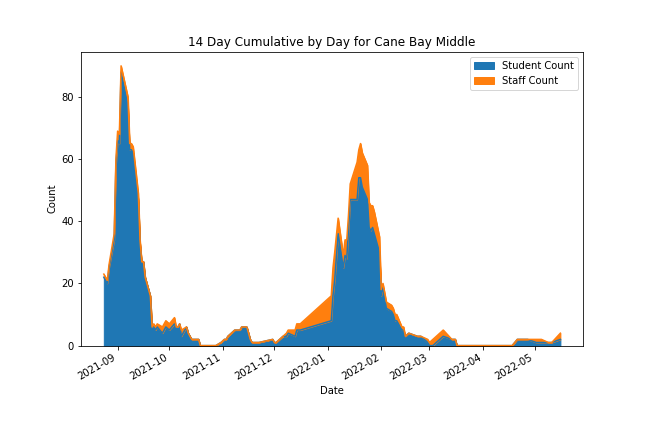 14 Day Cumulative by Day for Cane Bay Middle
Student Count
Staff Count
80
60
40
20
0
Count
2021-09
2021-10
2021-11
2021-12
2022-01
2022-02
2022-03
2022-04
2022-05
Date